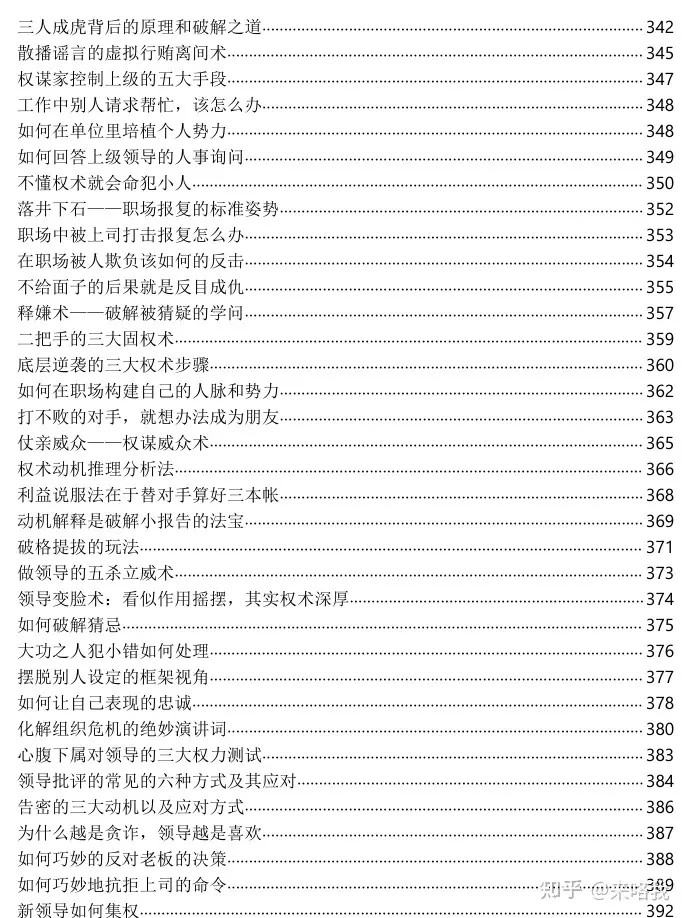 三人成虎背后的原理和破解之道 342
散播谣言的虚拟行贿离间术 345
权谋家控制上级的五大手段 347
工作中别人请求帮忙，该怎么办 348
如何在单位里培植个人势力 348
如何回答上级领导的人事询问 349
不懂权术就会命犯小人 350
落井下石——职场报复的标准姿势 352
职场中被上司打击报复怎么办 353
在职场被人欺负该如何的反击 354
不给面子的后果就是反目成仇 355
释嫌术——破解被猜疑的学问 357
二把手的三大固权术 359
底层逆袭的三大权术步骤 360
如何在职场构建自己的人脉和势力 362
打不败的对手，就想办法成为朋友 363
仗亲威众——权谋威众术 365
权术动机推理分析法 366
利益说服法在于替对手算好三本帐 368
动机解释是破解小报告的法宝 369
破格提拔的玩法 371
做领导的五杀立威术 373
领导变脸术：看似作用摇摆，其实权术深厚 374
如何破解猜忌 375
大功之人犯小错如何处理 376
摆脱别人设定的框架视角 377
如何让自己表现的忠诚 378
化解组织危机的绝妙演讲词 380
心腹下属对领导的三大权力测试 383
领导批评的常见的六种方式及其应对 384
告密的三大动机以及应对方式 386
为什么越是贪诈，领导越是喜欢 387
如何巧妙的反对老板的决策 388
如何巧妙地抗拒上司的命令 389
新领导如何集权 392
知乎 @来咯我